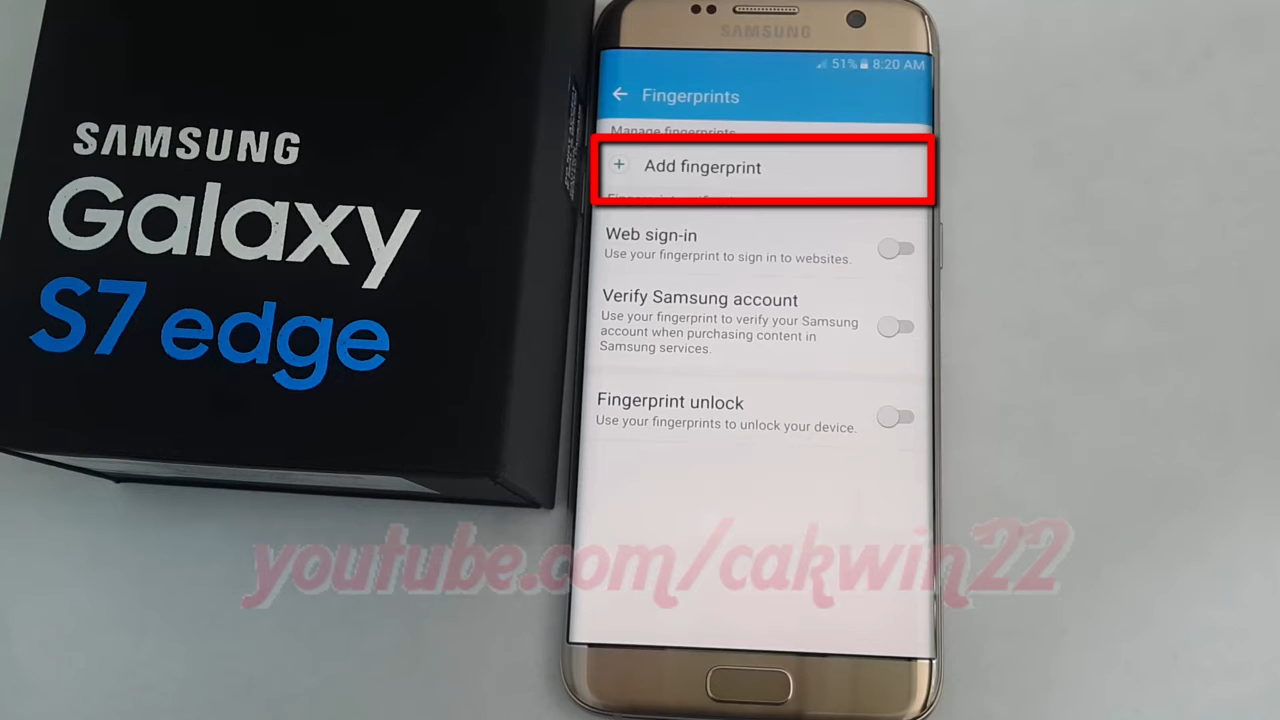 SAMSUNG
Galaxy
S7 edge
SAMSUNG
51% 8:20 AM
Fingerprints
Manage fingerprints
Add fingerprint
Web sign-in
Use your fingerprint to sign in to websites.
Verify Samsung account
Use your fingerprint to verify your Samsung
account when purchasing content in
Samsung services.
Fingerprint unlock
Use your fingerprints to unlock your device.
youtube.com/cakwin22